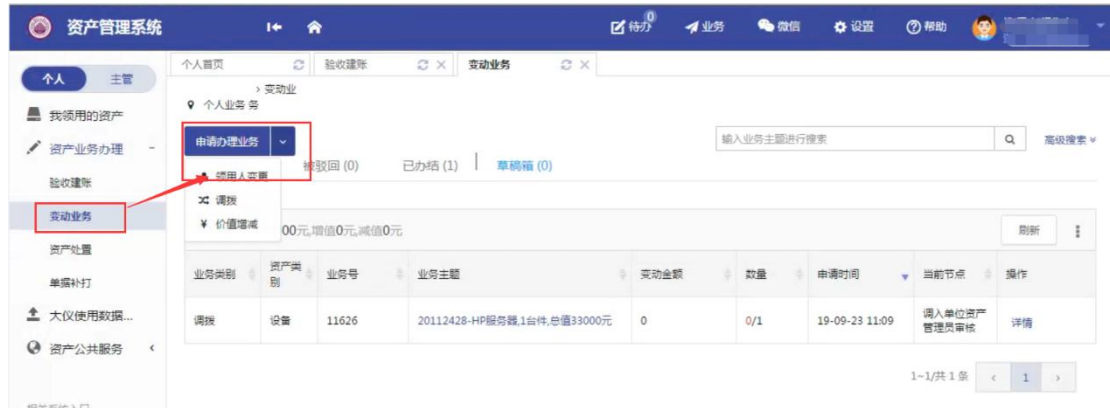 资产管理系统
0
待办 业务 微信 设置 帮助
个人 主管
我领用的资产
资产业务办理
验收建账
变动业务
资产处置
单据补打
大仪使用数据...
资产公共服务
个人首页 验收建账 变动业务
> 变动业
个人业务 务
申请办理业务
输入业务主题进行搜索
高级搜索
被驳回 (0) 已办结 (1) 草稿箱 (0)
领用人变更
调拨
¥ 价值增减
00元,增值0元,减值0元
刷新
业务类别 资产类别 业务号 业务主题 变动金额 数量 申请时间 当前节点 操作
调拨 设备 11626 20112428-HP服务器,1台件,总值33000元 0 0/1 19-09-23 11:09 调入单位资产管理员审核 详情
1~1/共 1 条 ‹ 1 ›